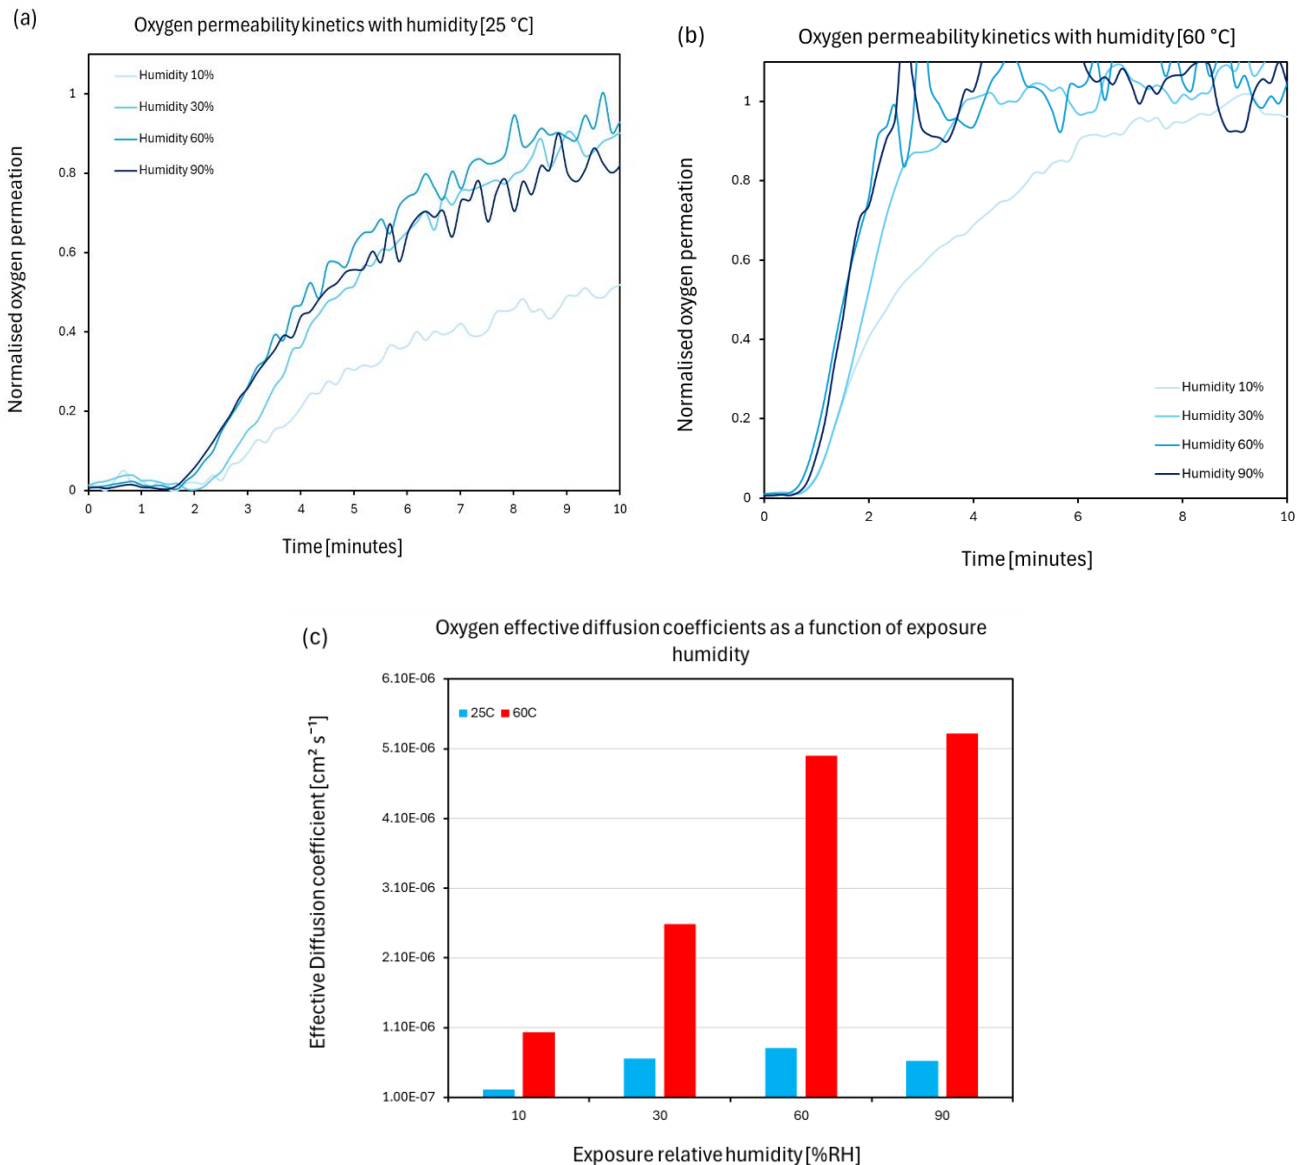 (a)
Oxygen permeability kinetics with humidity [25 °C]
Humidity 10%
Humidity 30%
Humidity 60%
Humidity 90%
Normalised oxygen permeation
1
0.8
0.6
0.4
0.2
0
0 1 2 3 4 5 6 7 8 9 10
Time [minutes]
(b)
Oxygen permeability kinetics with humidity [60 °C]
Normalised oxygen permeation
1
0.8
0.6
0.4
0.2
0
Humidity 10%
Humidity 30%
Humidity 60%
Humidity 90%
0 2 4 6 8 10
Time [minutes]
(c)
Oxygen effective diffusion coefficients as a function of exposure
humidity
Effective Diffusion coefficient [cm² s⁻¹]
6.10E-06
5.10E-06
4.10E-06
3.10E-06
2.10E-06
1.10E-06
1.00E-07
25C 60C
10 30 60 90
Exposure relative humidity [%RH]